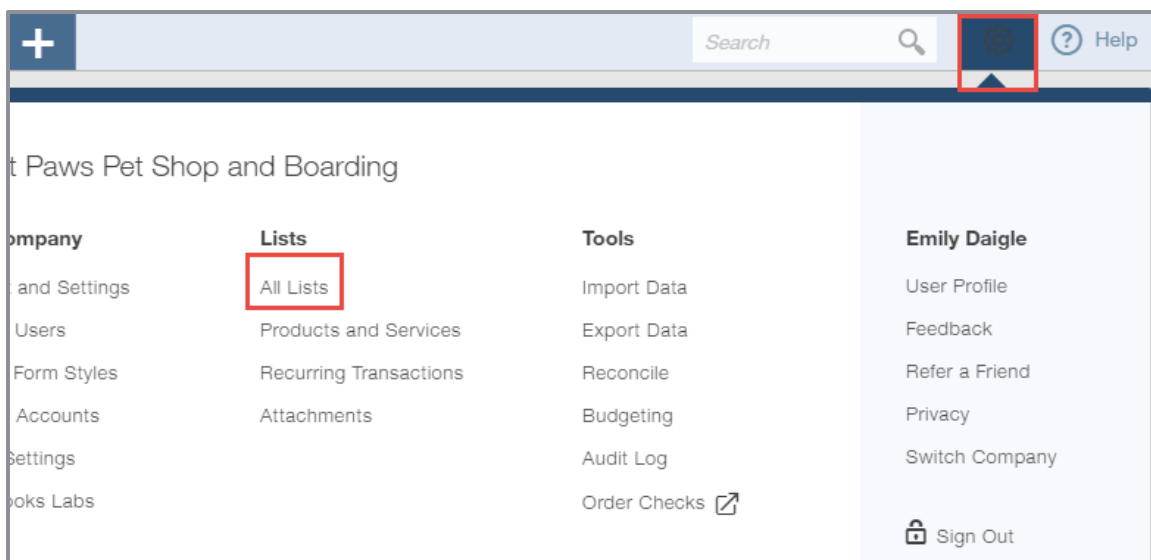 Search
Help
t Paws Pet Shop and Boarding
ompany
and Settings
Users
Form Styles
Accounts
Settings
ooks Labs
Lists
All Lists
Products and Services
Recurring Transactions
Attachments
Tools
Import Data
Export Data
Reconcile
Budgeting
Audit Log
Order Checks
Emily Daigle
User Profile
Feedback
Refer a Friend
Privacy
Switch Company
Sign Out